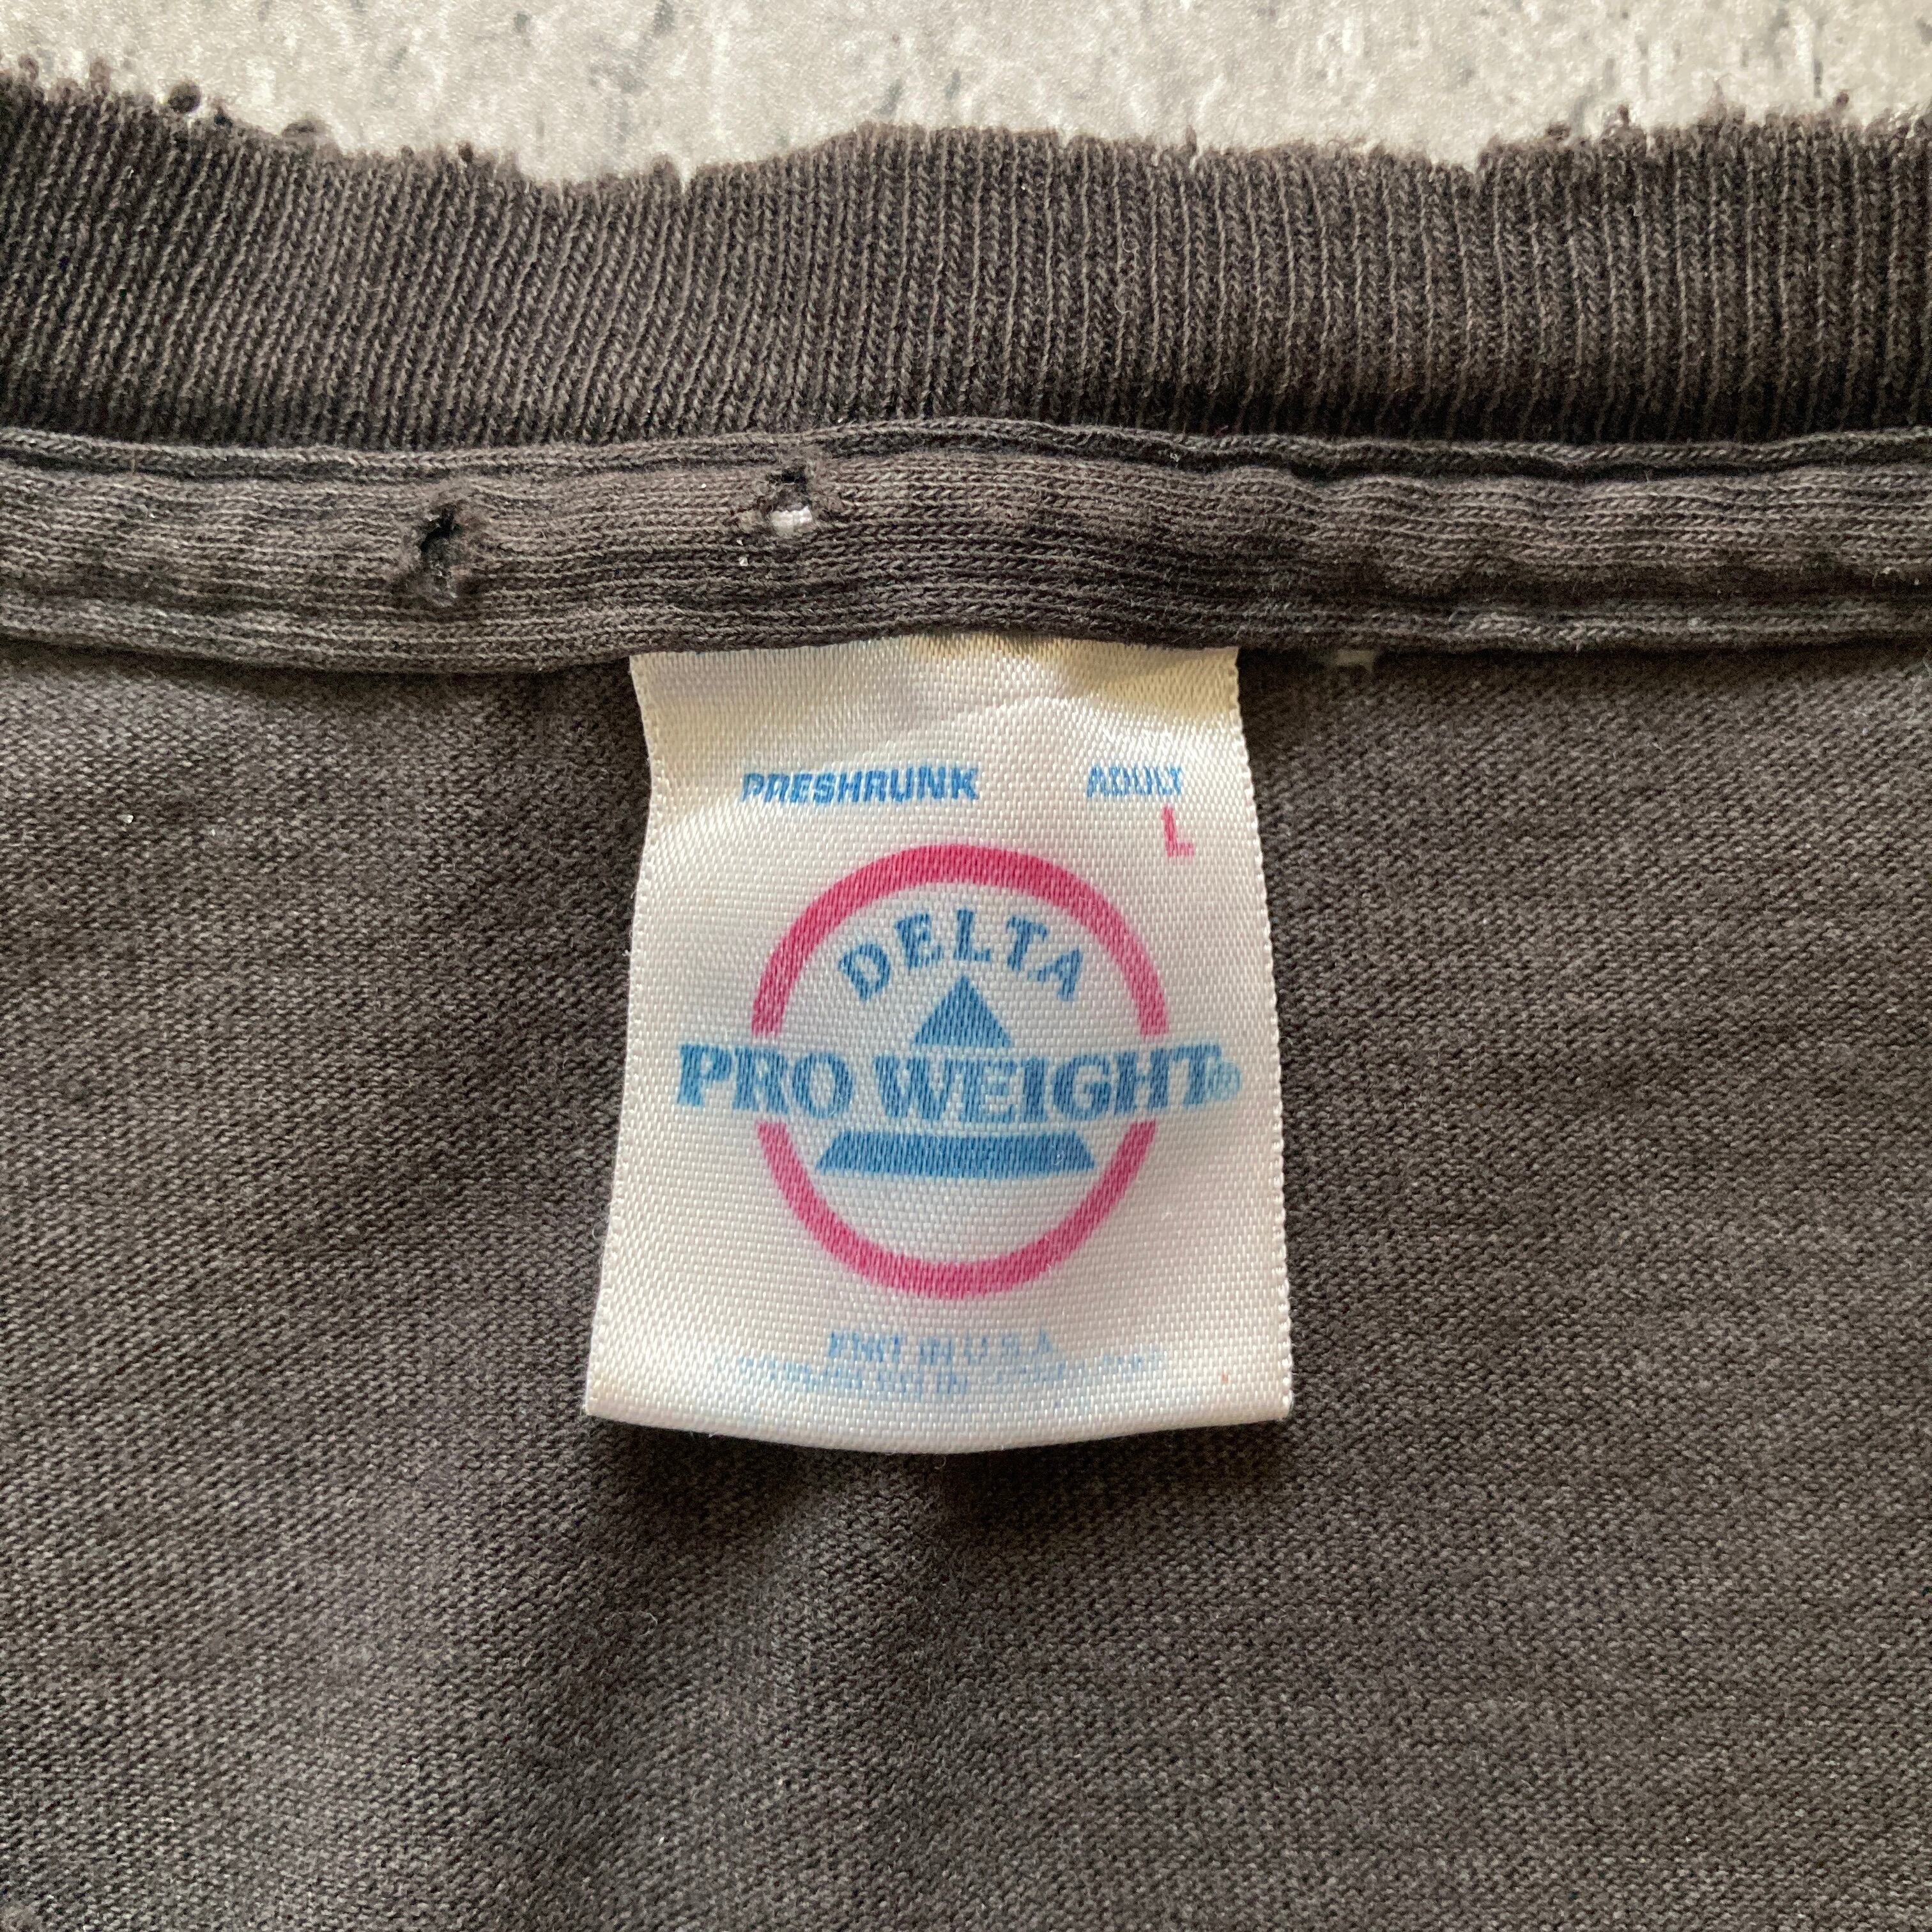 PRESHRUNK ADULT
L
DELTA
PRO WEIGHT®
U.S.A